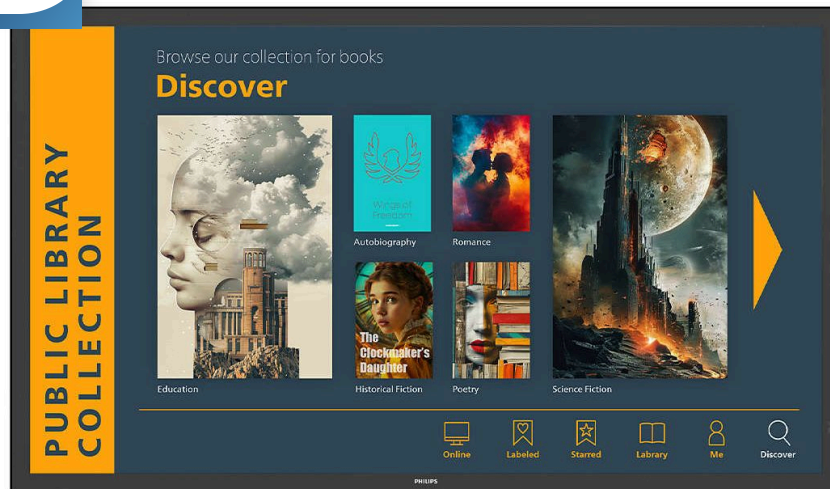 PUBLIC LIBRARY
COLLECTION
Browse our collection for books
Discover
Wings of
Freedom
Autobiography
Romance
The
Clockmaker's
Daughter
Education
Historical Fiction
Poetry
Science Fiction
Online
Labeled
Starred
Labrary
Me
Discover
PHILIPS